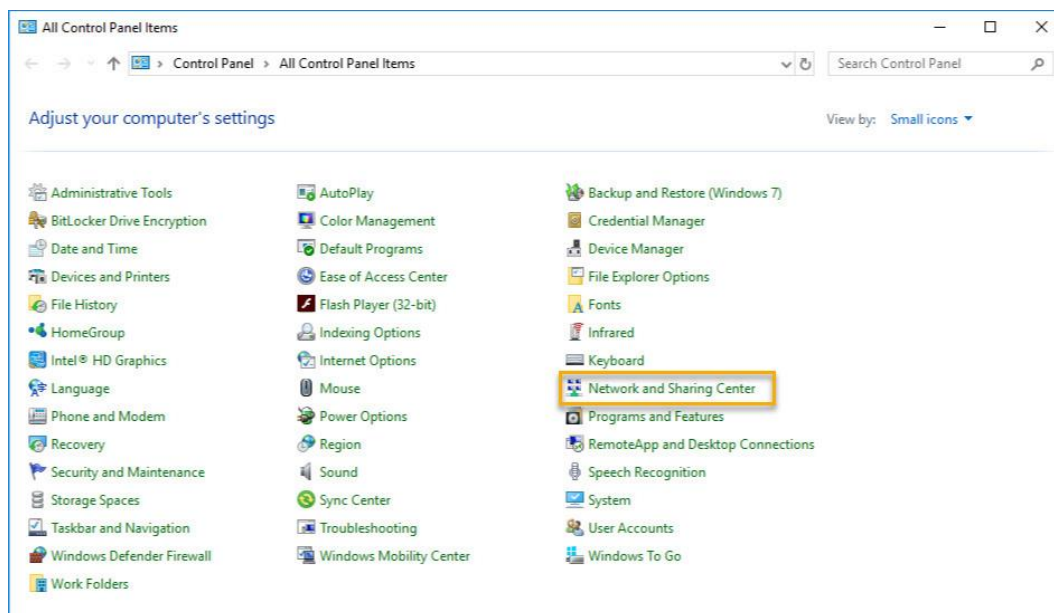 All Control Panel Items
Control Panel > All Control Panel Items
Search Control Panel
Adjust your computer's settings
View by: Small icons
Administrative Tools
AutoPlay
Backup and Restore (Windows 7)
BitLocker Drive Encryption
Color Management
Credential Manager
Date and Time
Default Programs
Device Manager
Devices and Printers
Ease of Access Center
File Explorer Options
File History
Flash Player (32-bit)
Fonts
HomeGroup
Indexing Options
Infrared
Intel® HD Graphics
Internet Options
Keyboard
Language
Mouse
Network and Sharing Center
Phone and Modem
Power Options
Programs and Features
Recovery
Region
RemoteApp and Desktop Connections
Security and Maintenance
Sound
Speech Recognition
Storage Spaces
Sync Center
System
Taskbar and Navigation
Troubleshooting
User Accounts
Windows Defender Firewall
Windows Mobility Center
Windows To Go
Work Folders